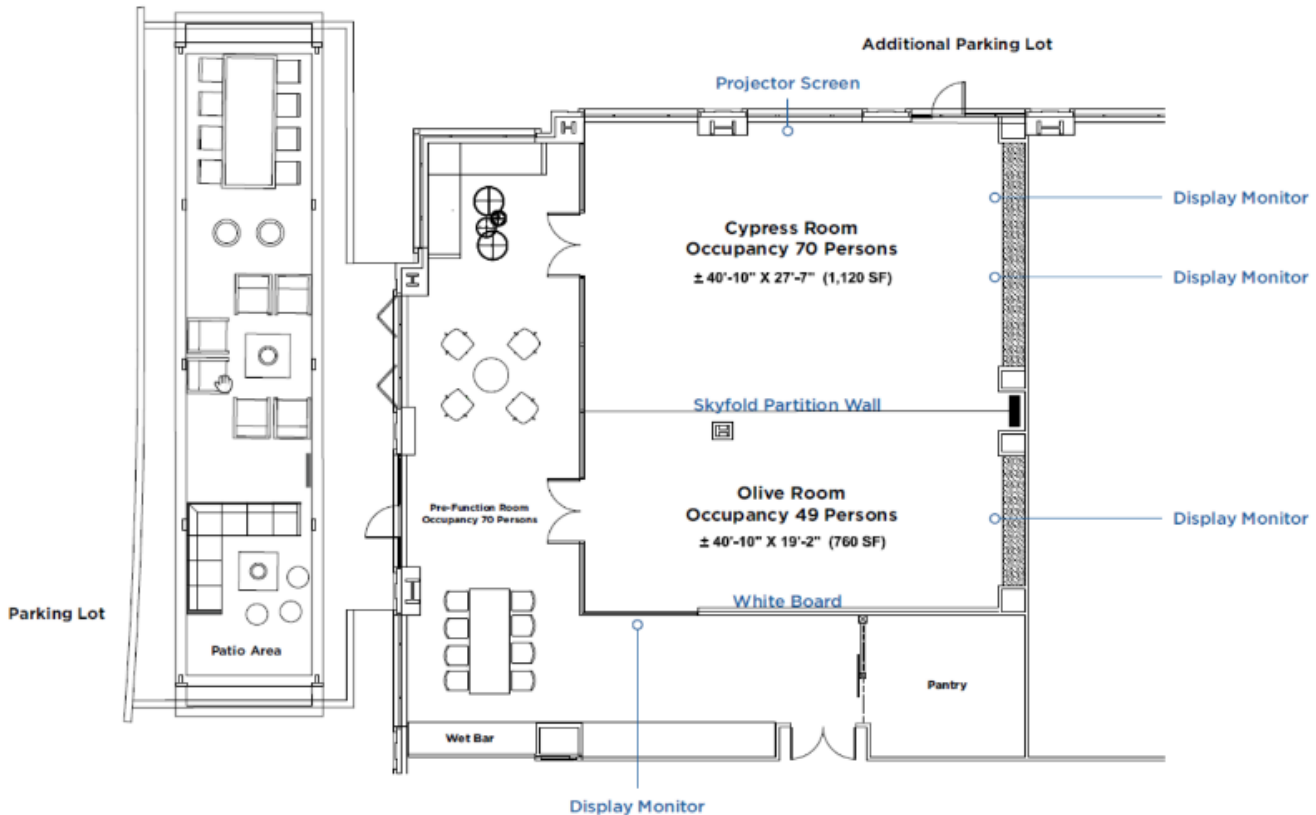 Additional Parking Lot
Projector Screen
Display Monitor
Cypress Room
Occupancy 70 Persons
± 40'-10" X 27'-7" (1,120 SF)
Display Monitor
Skyfold Partition Wall
Olive Room
Occupancy 49 Persons
± 40'-10" X 19'-2" (760 SF)
Display Monitor
Pre-Function Room
Occupancy 70 Persons
White Board
Parking Lot
Patio Area
Pantry
Wet Bar
Display Monitor